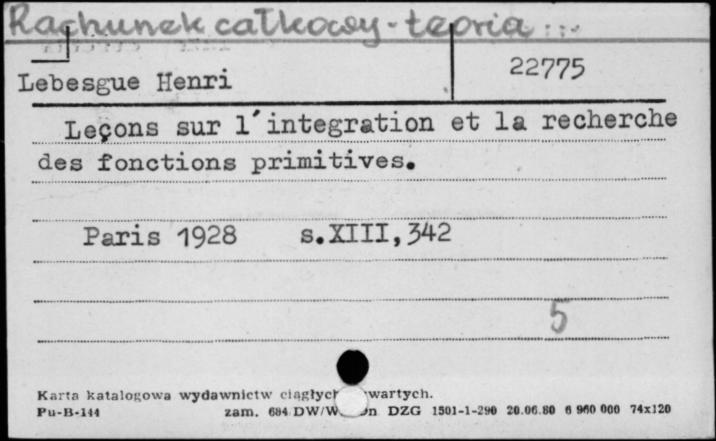 Rachunek całkowy - teoria
Lebesgue Henri 22775
Leçons sur l´integration et la recherche
des fonctions primitives.
Paris 1928 s.XIII,342
5
Karta katalogowa wydawnictw wartych.
Pu-B-144 zam. 684 DW/W DZG 1501-1-290 20.06.80 6 960 000 74x120